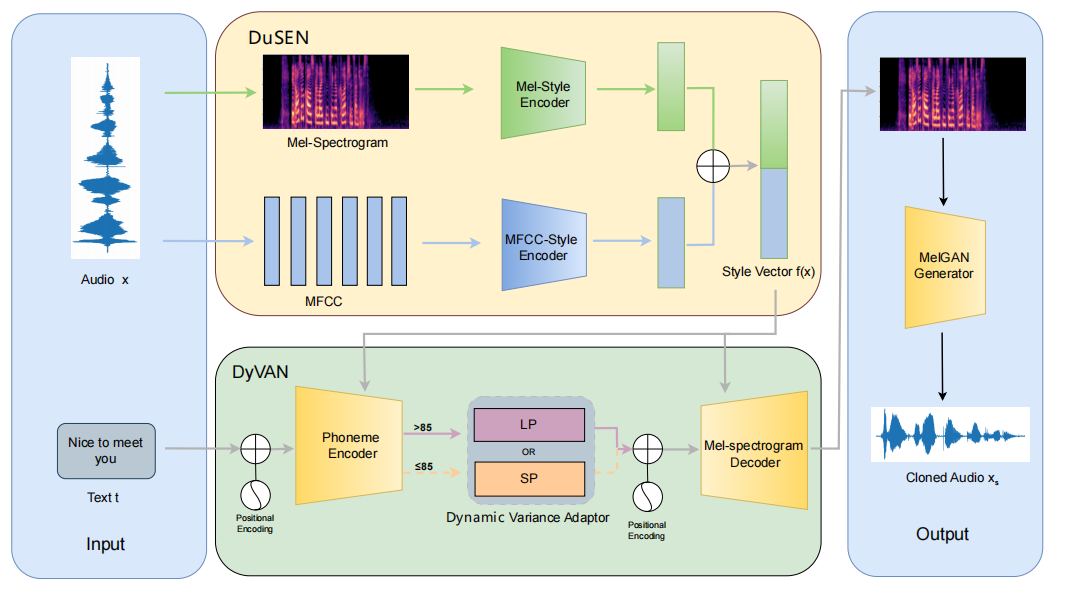 DuSEN
Mel-Spectrogram
Mel-Style
Encoder
MFCC
MFCC-Style
Encoder
Style Vector f(x)
Audio x
Nice to meet
you
Text t
Input
DyVAN
Positional
Encoding
Phoneme
Encoder
>85
≤85
LP
OR
SP
Dynamic Variance Adaptor
Positional
Encoding
Mel-spectrogram
Decoder
MelGAN
Generator
Cloned Audio xs
Output